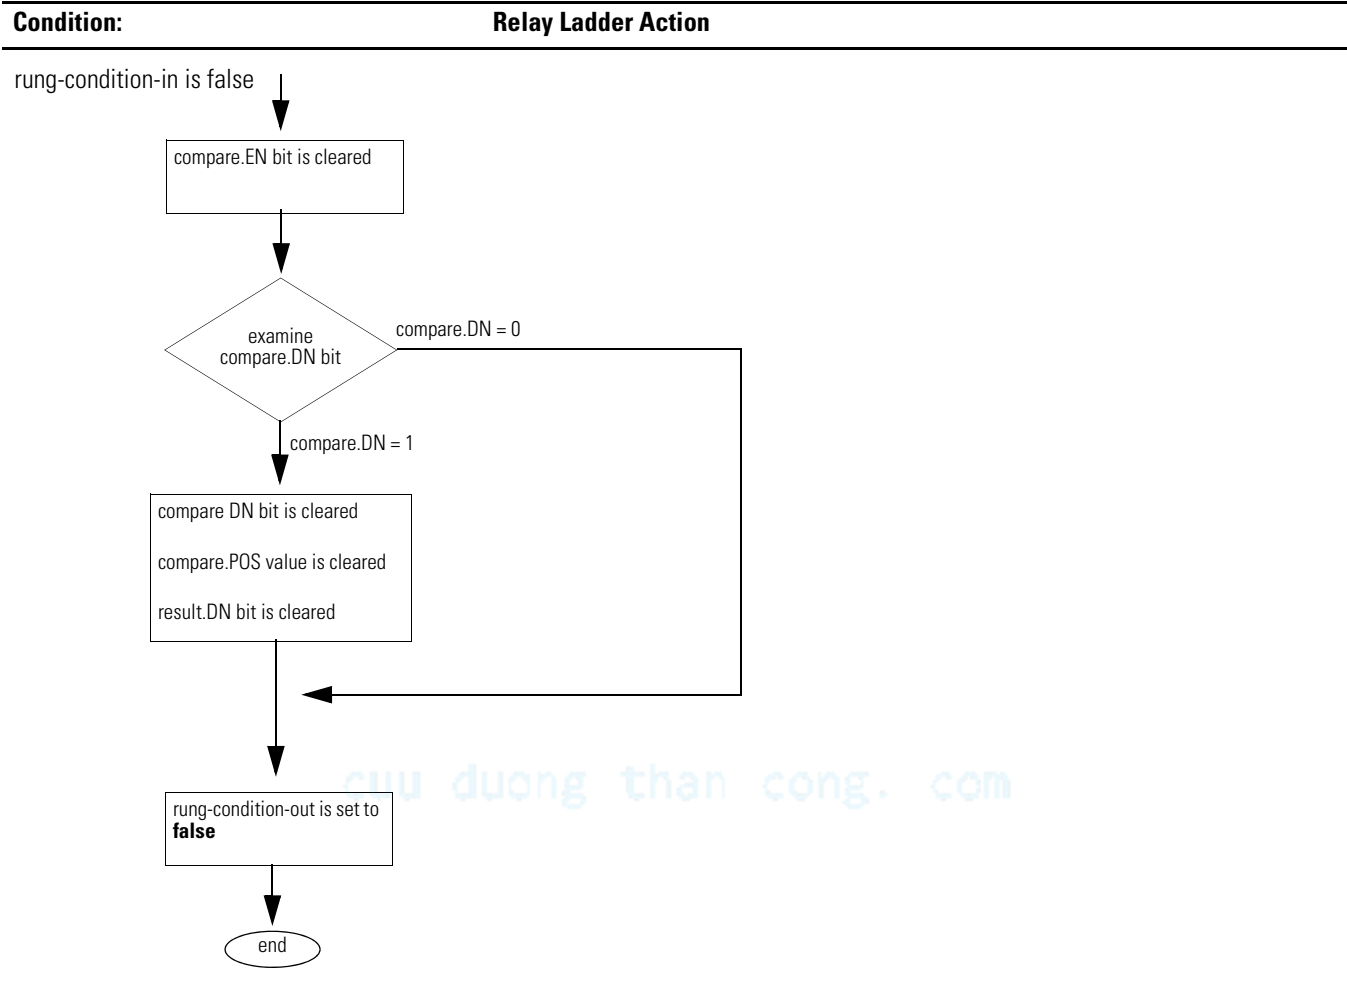 Condition: Relay Ladder Action
rung-condition-in is false
compare.EN bit is cleared
examine
compare.DN bit
compare.DN = 0
compare.DN = 1
compare DN bit is cleared
compare.POS value is cleared
result.DN bit is cleared
cuu duong than cong. com
rung-condition-out is set to
false
end